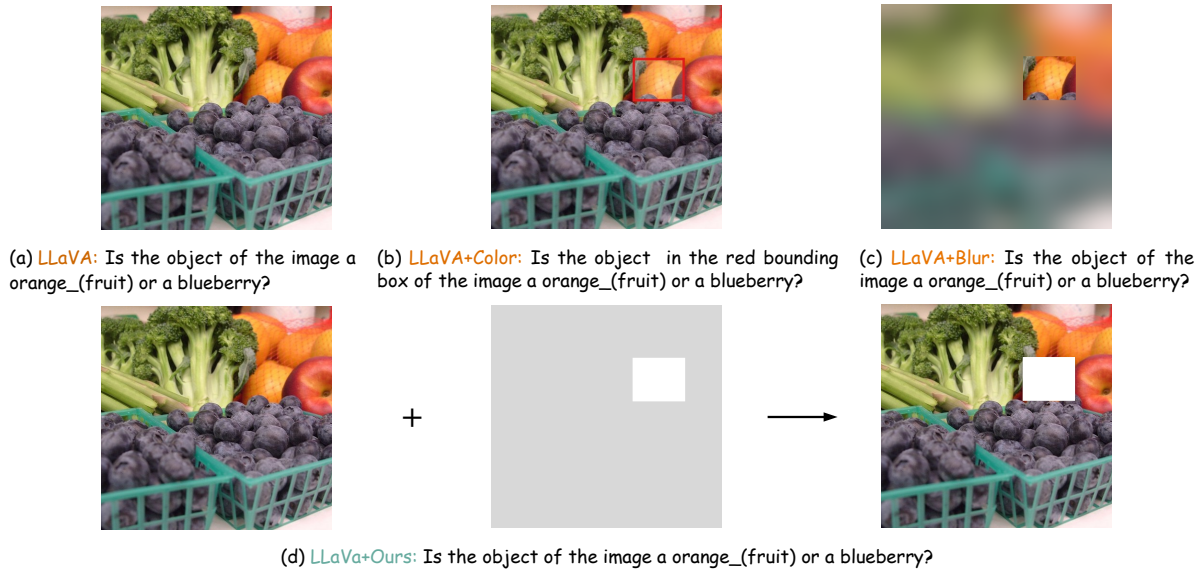 (a) LLaVA: Is the object of the image a
orange_(fruit) or a blueberry?
(b) LLaVA+Color: Is the object in the red bounding
box of the image a orange_(fruit) or a blueberry?
(c) LLaVA+Blur: Is the object of the
image a orange_(fruit) or a blueberry?
+
(d) LLaVa+Ours: Is the object of the image a orange_(fruit) or a blueberry?